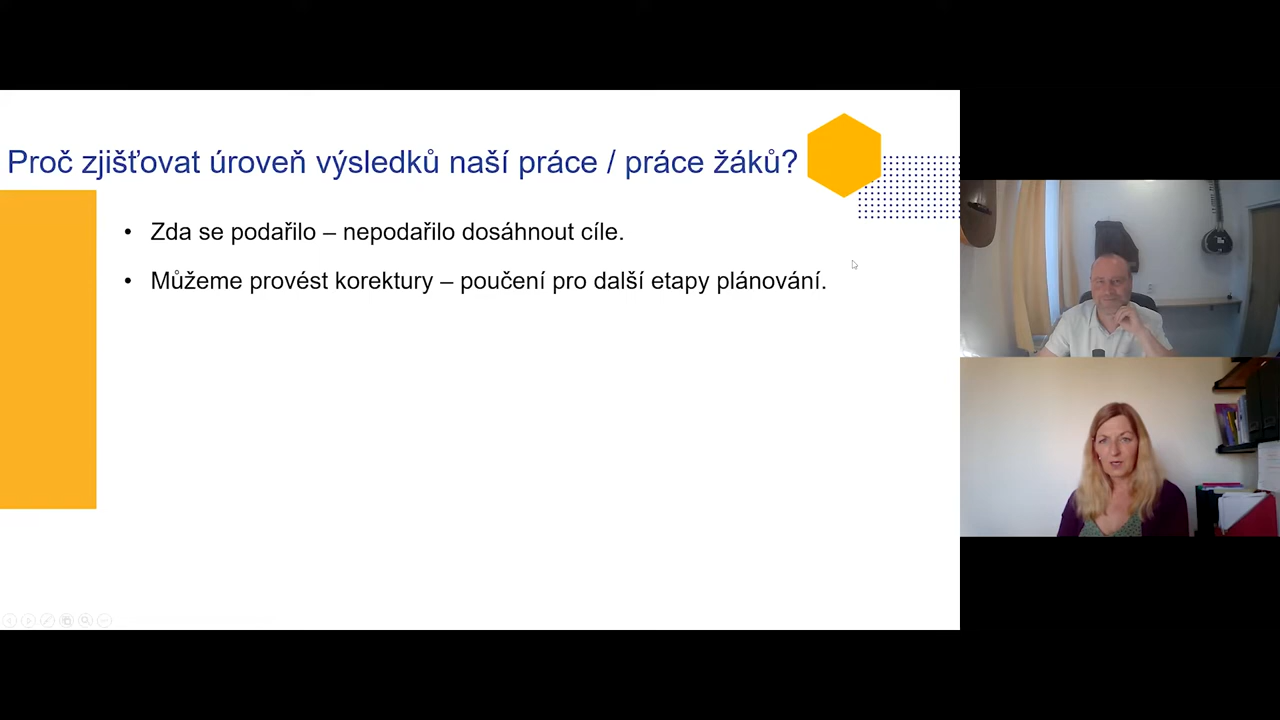 Proč zjišťovat úroveň výsledků naší práce / práce žáků?
• Zda se podařilo – nepodařilo dosáhnout cíle.
• Můžeme provést korektury – poučení pro další etapy plánování.